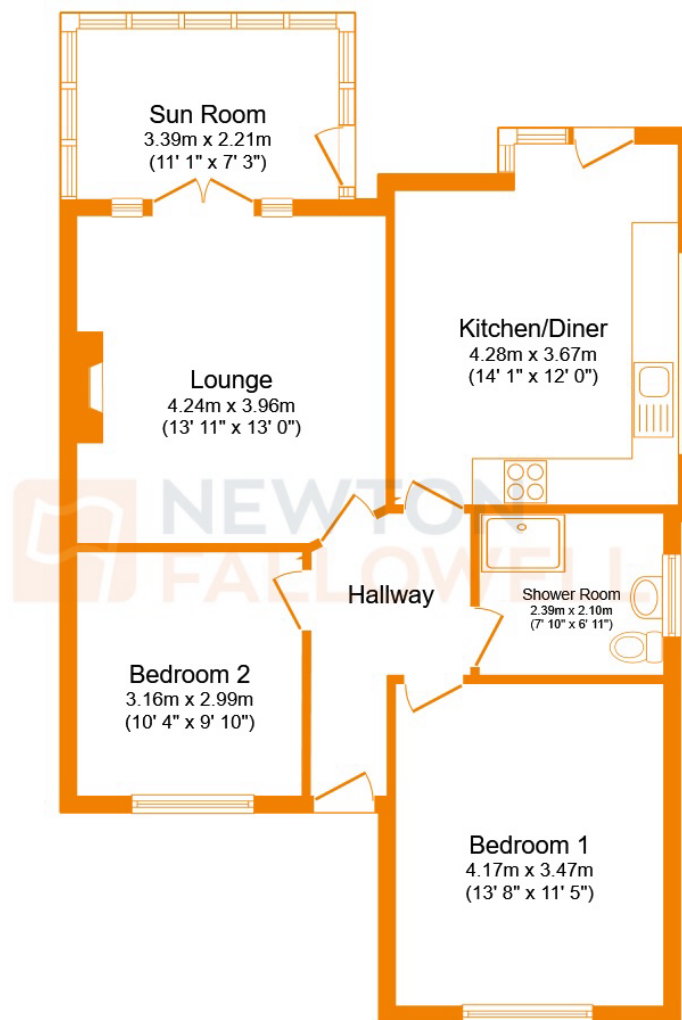 Sun Room
3.39m x 2.21m
(11' 1" x 7' 3")
Kitchen/Diner
4.28m x 3.67m
(14' 1" x 12' 0")
Lounge
4.24m x 3.96m
(13' 11" x 13' 0")
NEWTON
FALLOWELL
Hallway
Shower Room
2.39m x 2.10m
(7' 10" x 6' 11")
Bedroom 2
3.16m x 2.99m
(10' 4" x 9' 10")
Bedroom 1
4.17m x 3.47m
(13' 8" x 11' 5")